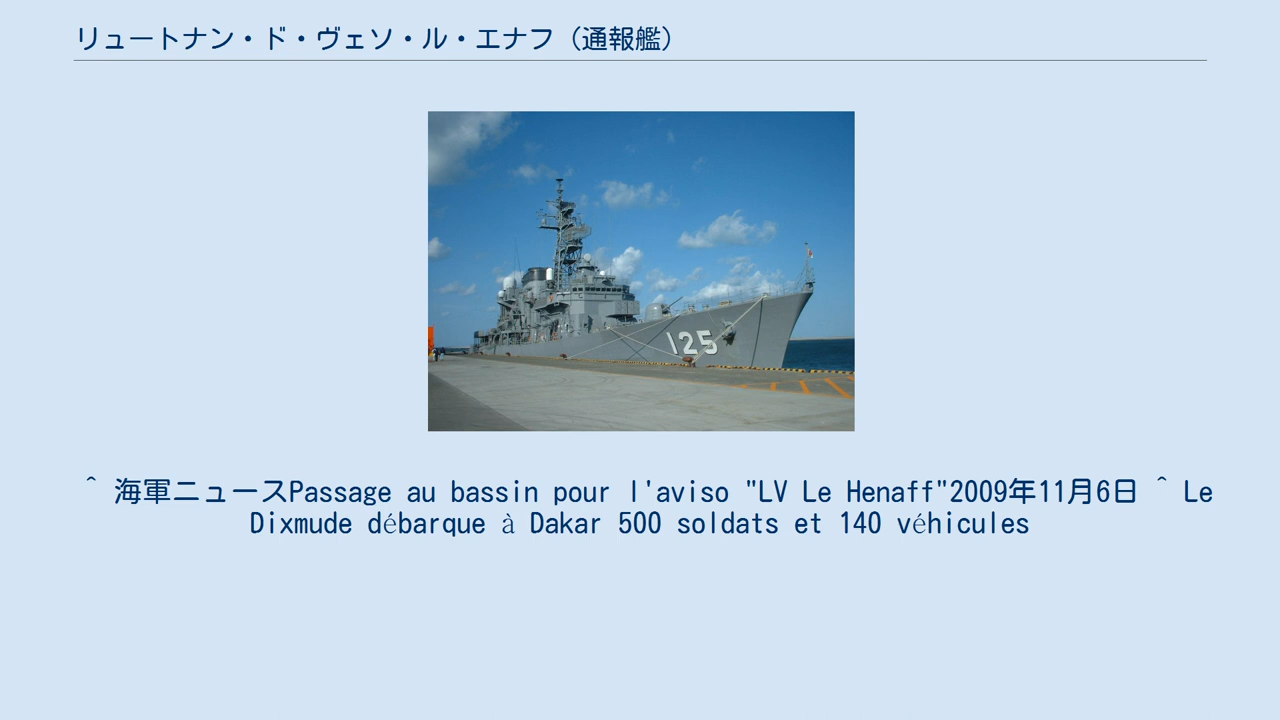 リュートナン・ド・ヴェソ・ル・エナフ（通報艦）
125
^ 海軍ニュースPassage au bassin pour l'aviso "LV Le Henaff"2009年11月6日 ^ Le
Dixmude débarque à Dakar 500 soldats et 140 véhicules